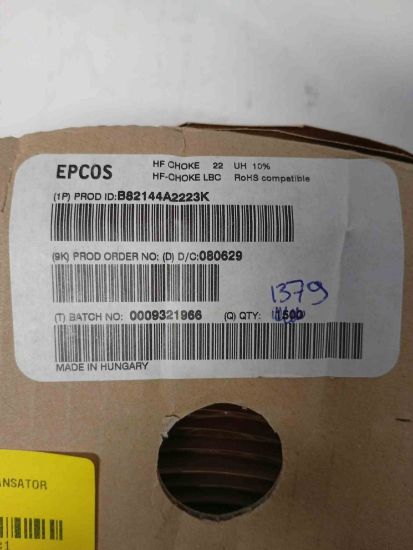 EPCOS
HF CHOKE 22 UH 10%
HF-CHOKE LBC RoHS compatible
(1P) PROD ID:B82144A2223K
(9K) PROD ORDER NO: (D) D/C:080629
1379
(T) BATCH NO: 0009321966 (Q) QTY: 1500
MADE IN HUNGARY
ANSATOR